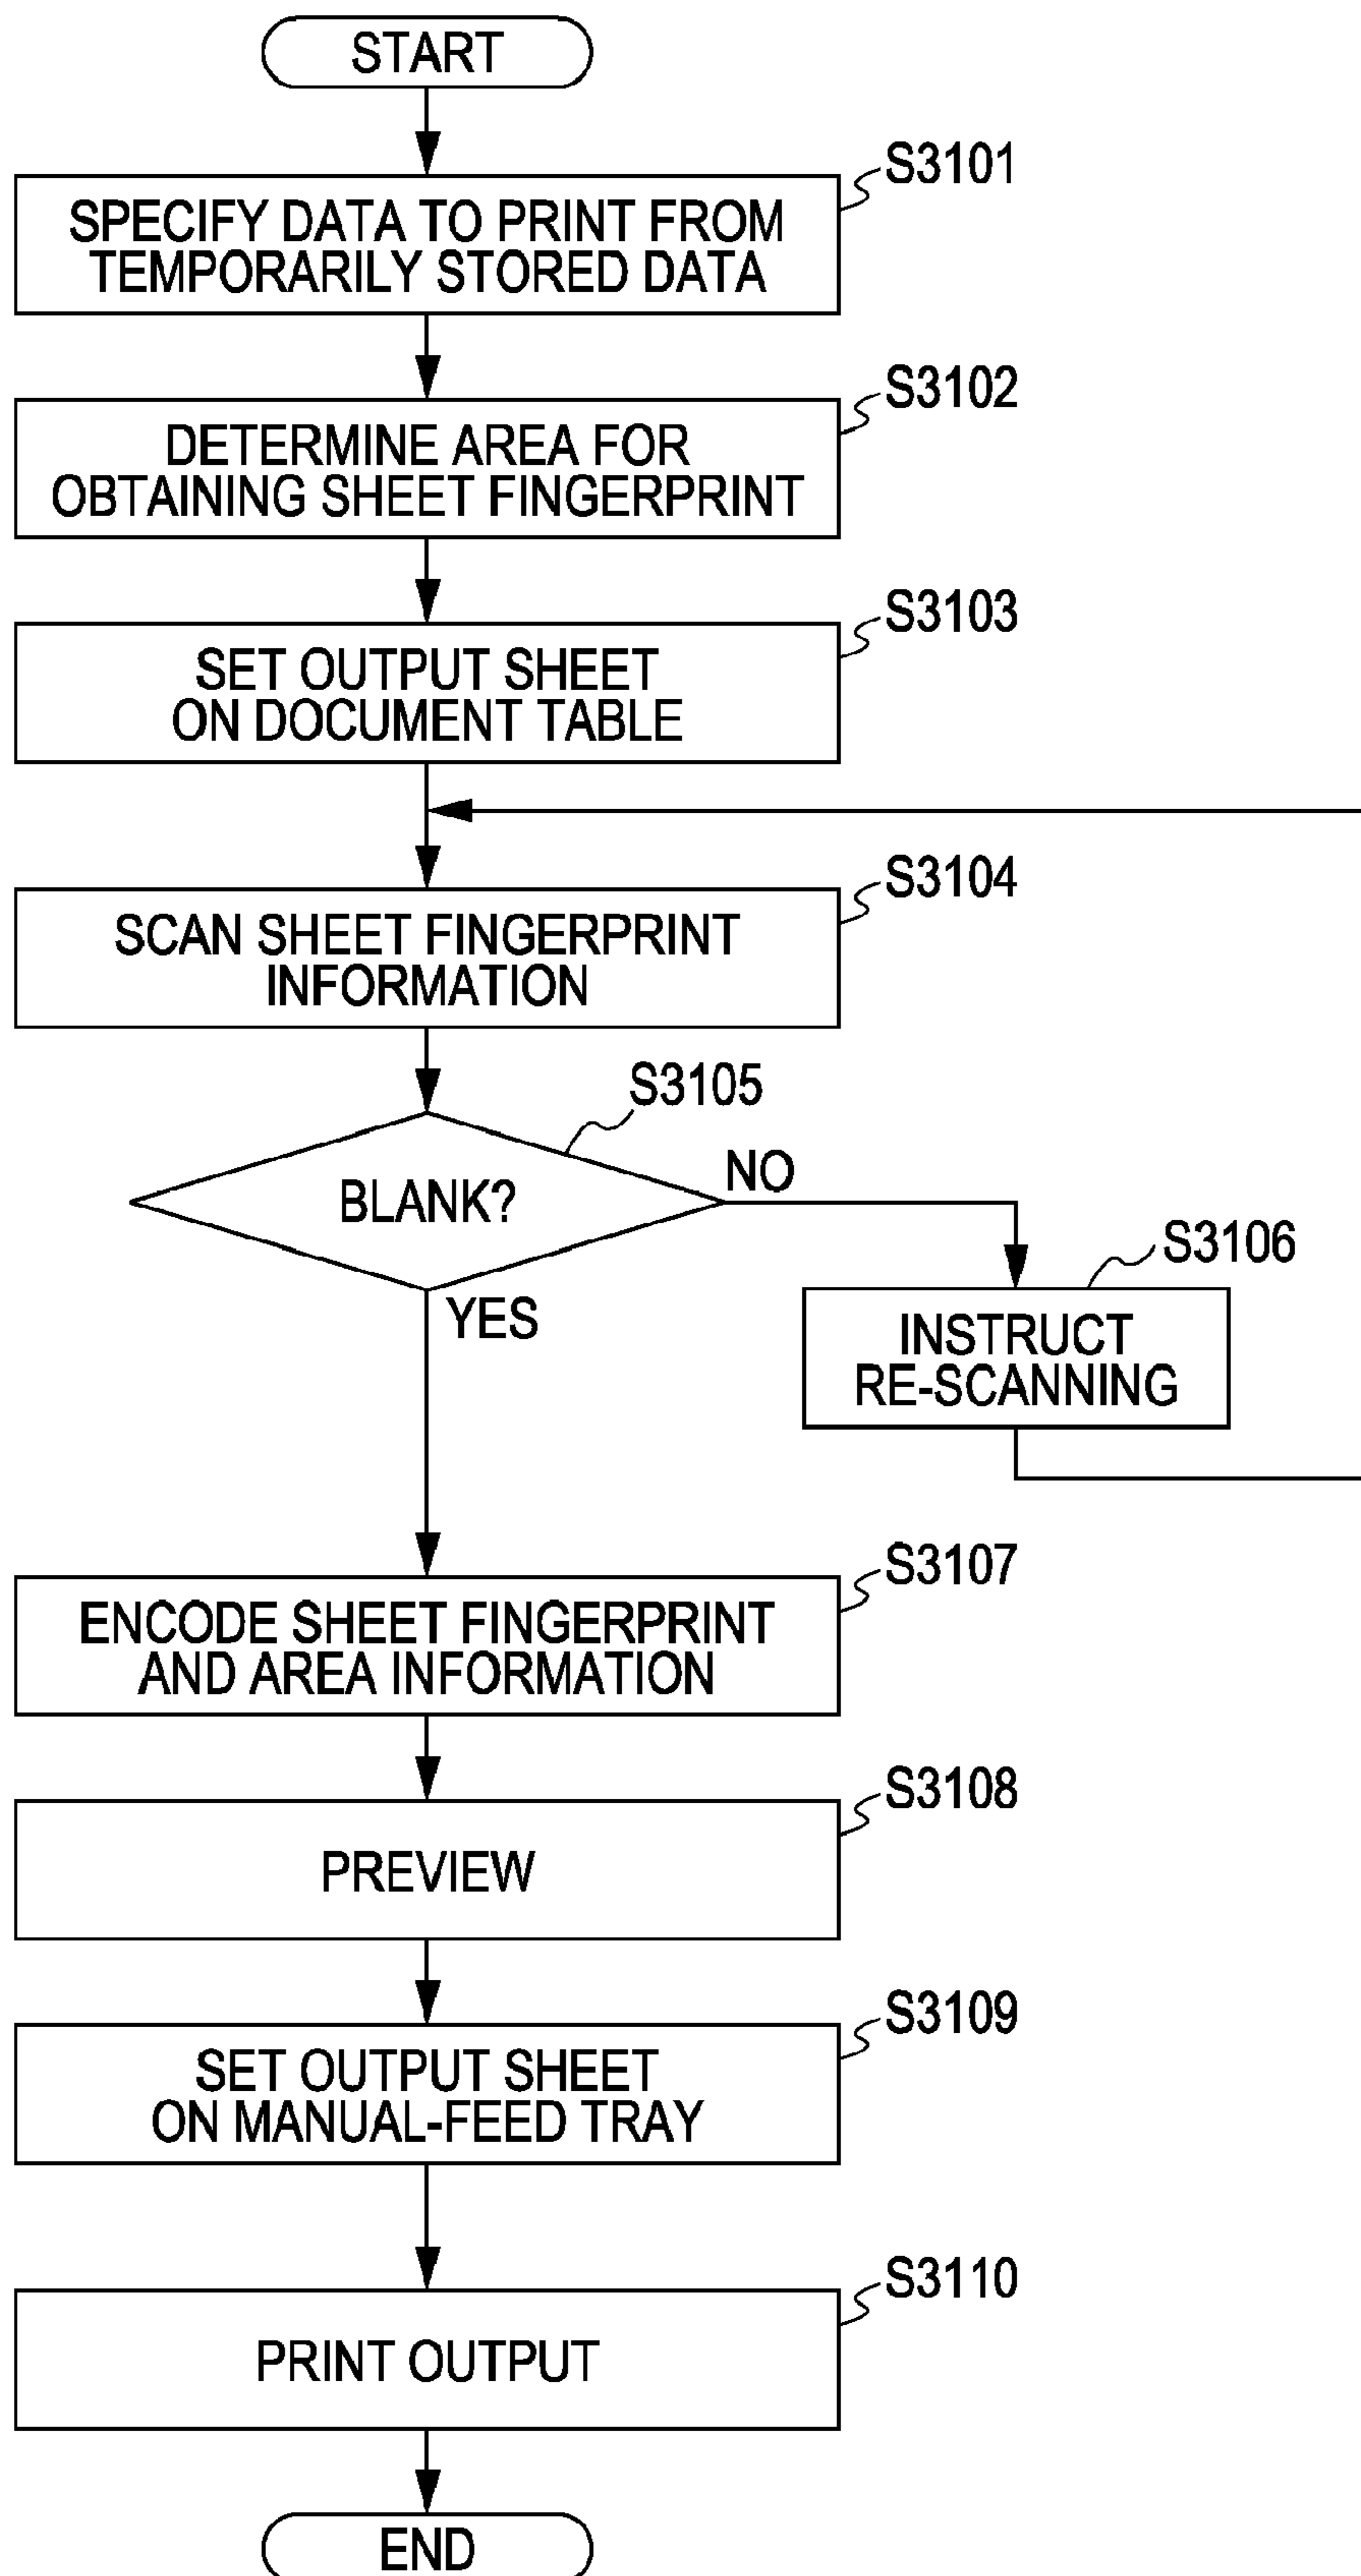 START
S3101
SPECIFY DATA TO PRINT FROM
TEMPORARILY STORED DATA
S3102
DETERMINE AREA FOR
OBTAINING SHEET FINGERPRINT
S3103
SET OUTPUT SHEET
ON DOCUMENT TABLE
S3104
SCAN SHEET FINGERPRINT
INFORMATION
S3105
BLANK?
NO
YES
S3106
INSTRUCT
RE-SCANNING
S3107
ENCODE SHEET FINGERPRINT
AND AREA INFORMATION
S3108
PREVIEW
S3109
SET OUTPUT SHEET
ON MANUAL-FEED TRAY
S3110
PRINT OUTPUT
END